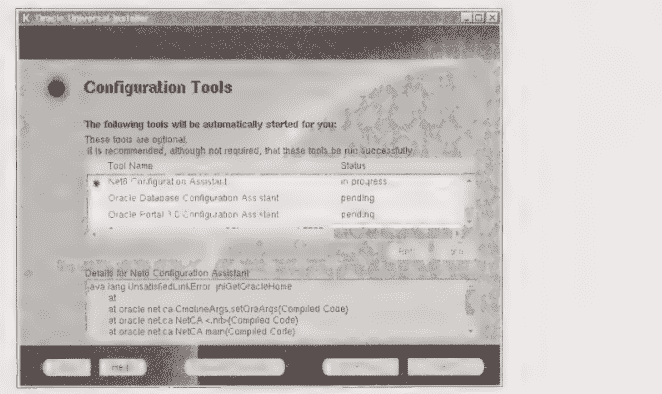 Oracle Universal Installer
Configuration Tools
The following tools will be automatically started for you:
These tools are optional.
It is recommended, although not required, that these tools be run successfully.
Tool Name Status
Net8 Configuration Assistant in progress...
Oracle Database Configuration Assistant pending
Oracle Portal 3.0 Configuration Assistant pending
Details for Net8 Configuration Assistant
java.lang.UnsatisfiedLinkError: jniGetOracleHome
at
at oracle.net.ca.CmdlineArgs.setOraArgs(Compiled Code)
at oracle.net.ca.NetCA.<init>(Compiled Code)
at oracle.net.ca.NetCA.main(Compiled Code)